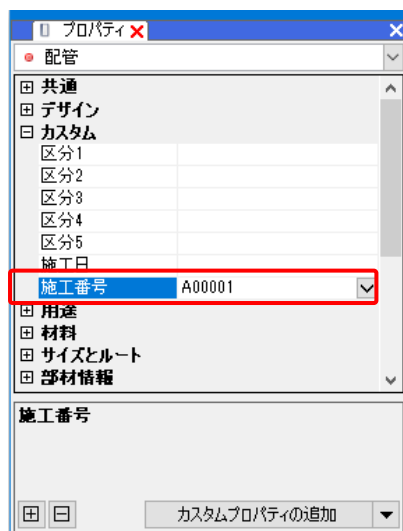 プロパティ
配管
共通
デザイン
カスタム
区分1
区分2
区分3
区分4
区分5
施工日
施工番号 A00001
用途
材料
サイズとルート
部材情報
施工番号
カスタムプロパティの追加